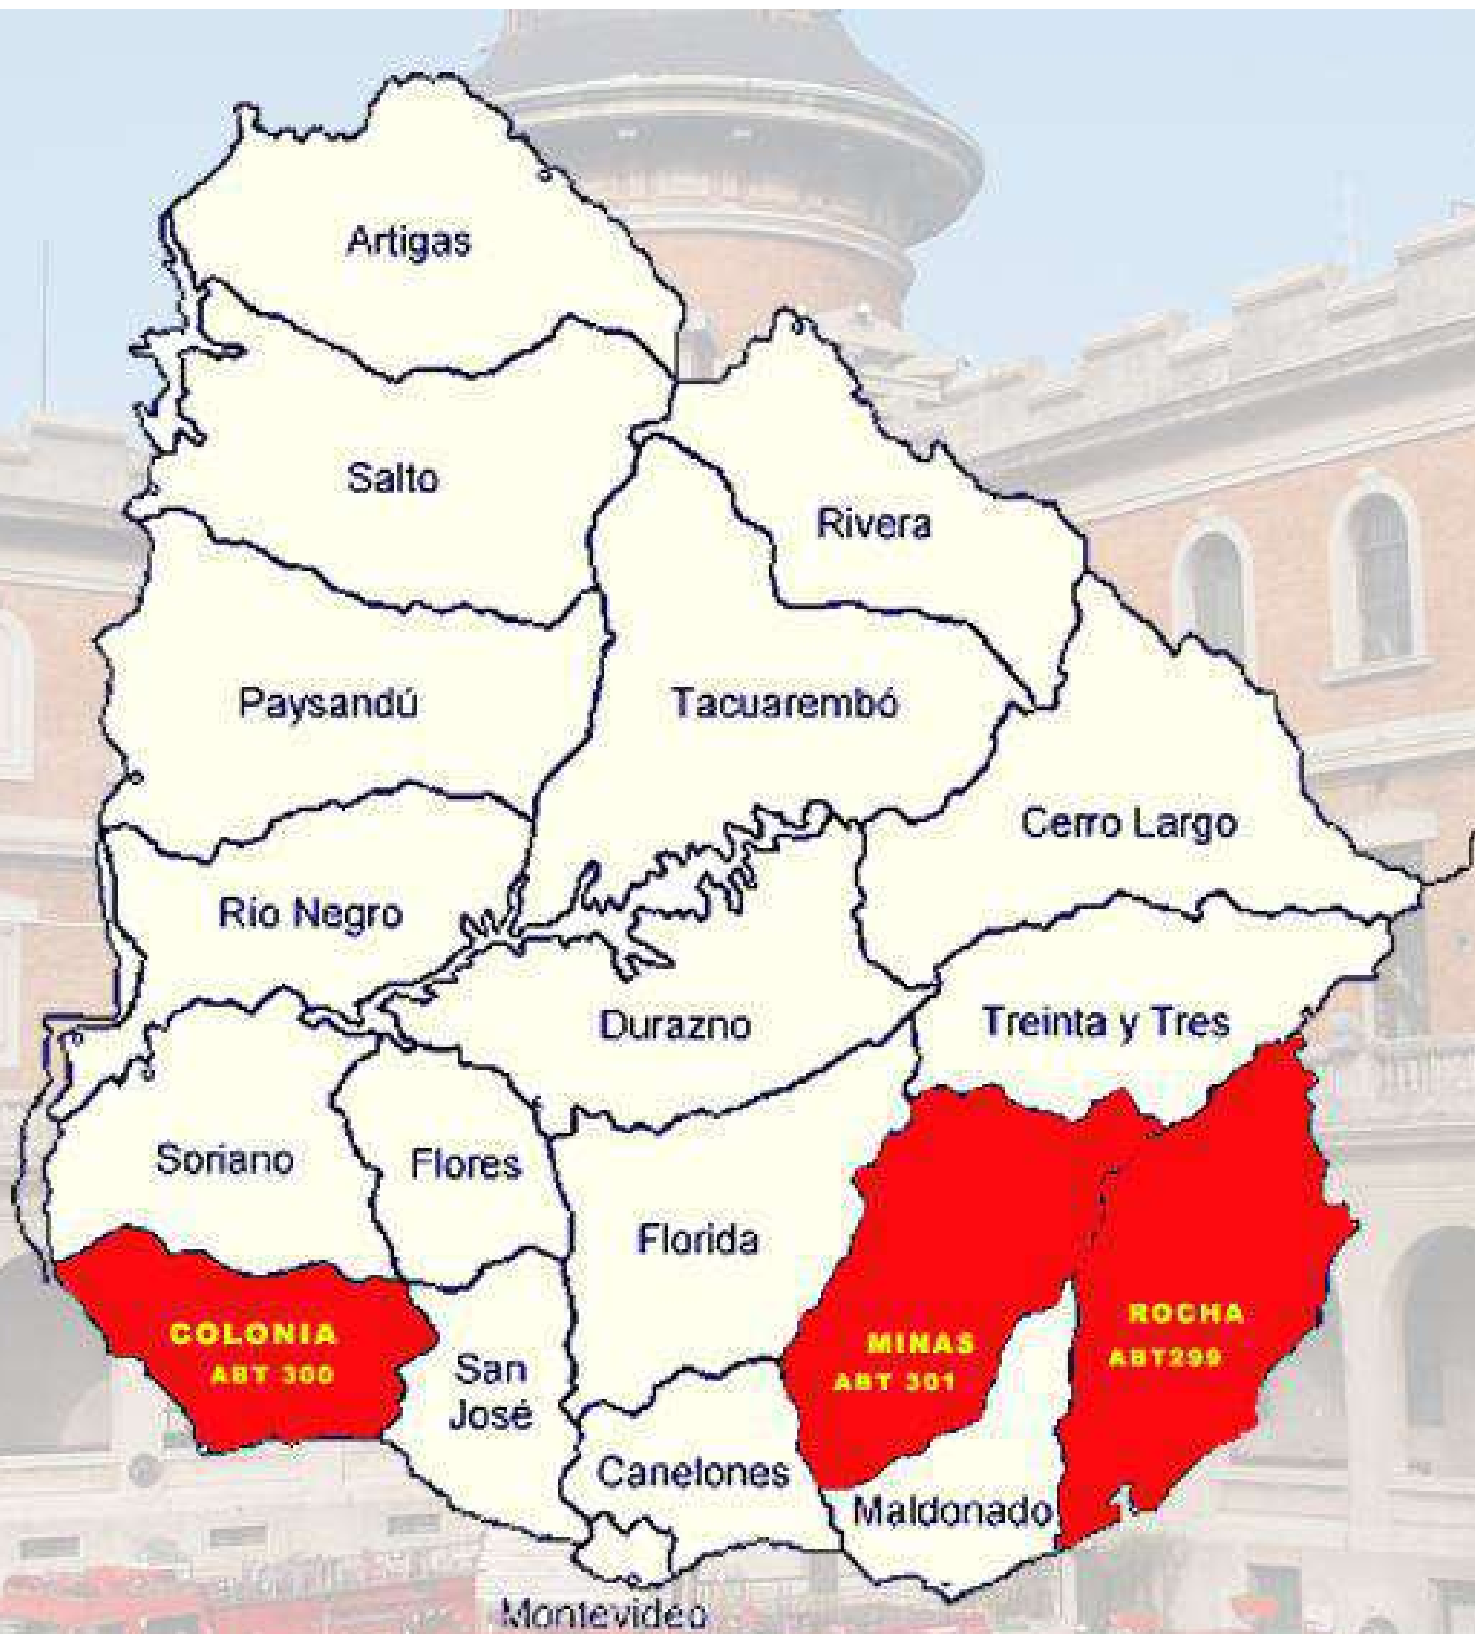 Artigas
Salto
Rivera
Paysandú
Tacuarembó
Cerro Largo
Río Negro
Durazno
Treinta y Tres
Soriano
Flores
Florida
COLONIA
ABT 300
MINAS
ABT 301
ROCHA
ABT299
San
José
Canelones
Maldonado
Montevideo